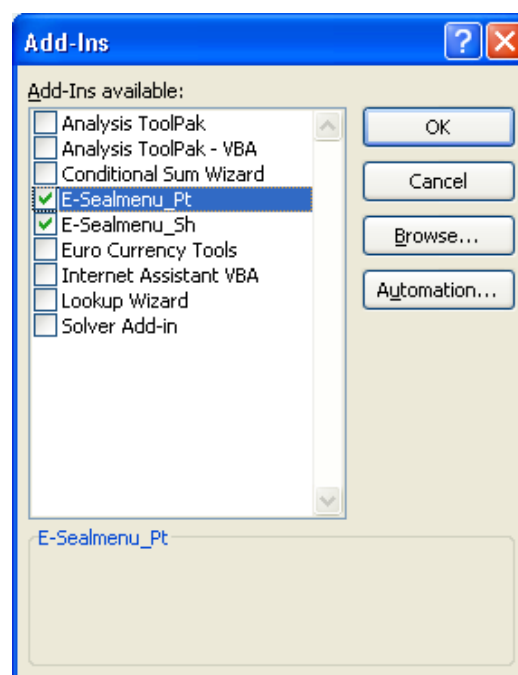 Add-Ins
Add-Ins available:
Analysis ToolPak
Analysis ToolPak - VBA
Conditional Sum Wizard
E-Sealmenu_Pt
E-Sealmenu_Sh
Euro Currency Tools
Internet Assistant VBA
Lookup Wizard
Solver Add-in
OK
Cancel
Browse...
Automation...
E-Sealmenu_Pt